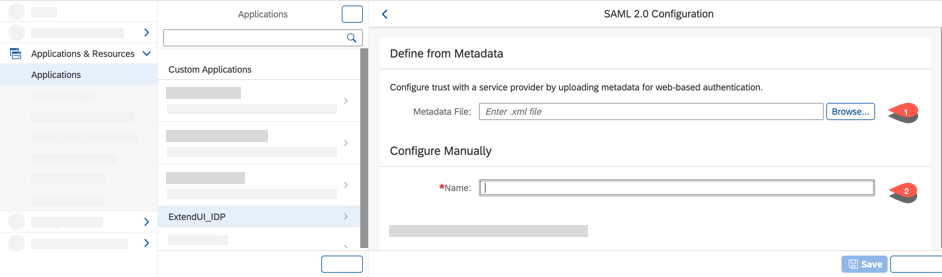 Applications
SAML 2.0 Configuration
Applications & Resources
Applications
Custom Applications
ExtendUI_IDP
Define from Metadata
Configure trust with a service provider by uploading metadata for web-based authentication.
Metadata File:
Enter .xml file
Browse...
1
Configure Manually
*Name:
2
Save